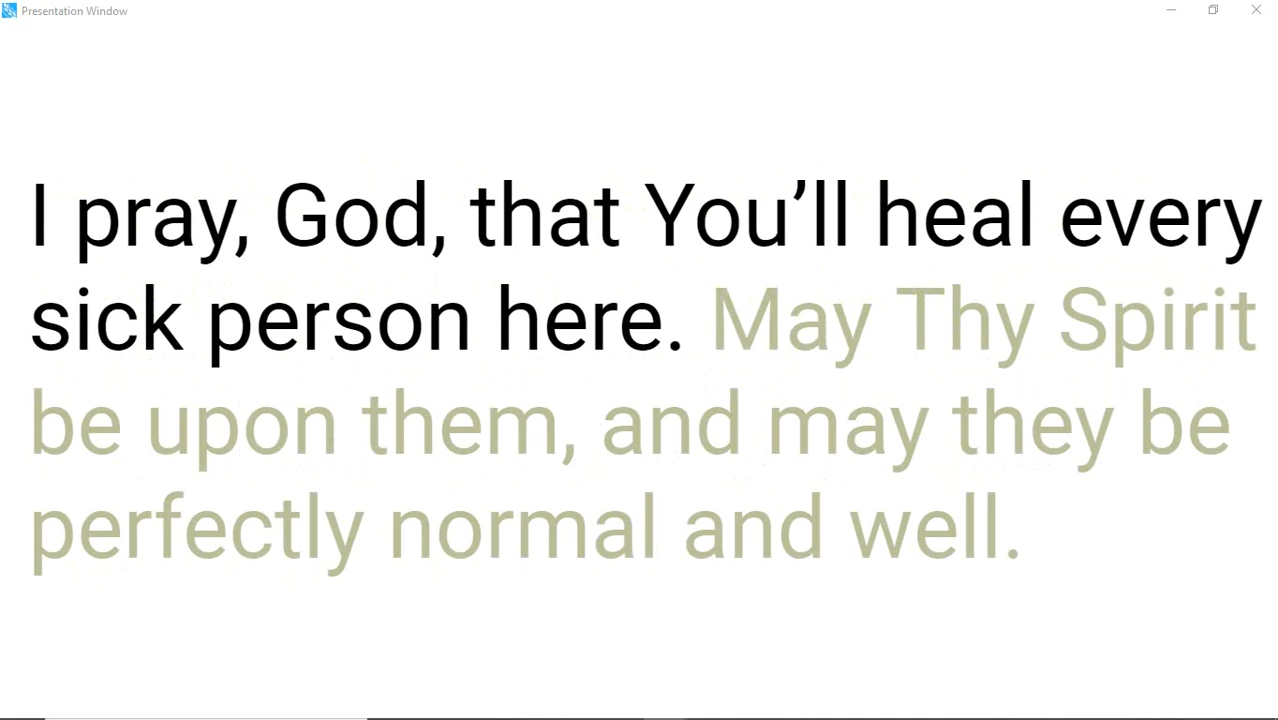 Presentation Window
I pray, God, that You’ll heal every
sick person here. May Thy Spirit
be upon them, and may they be
perfectly normal and well.